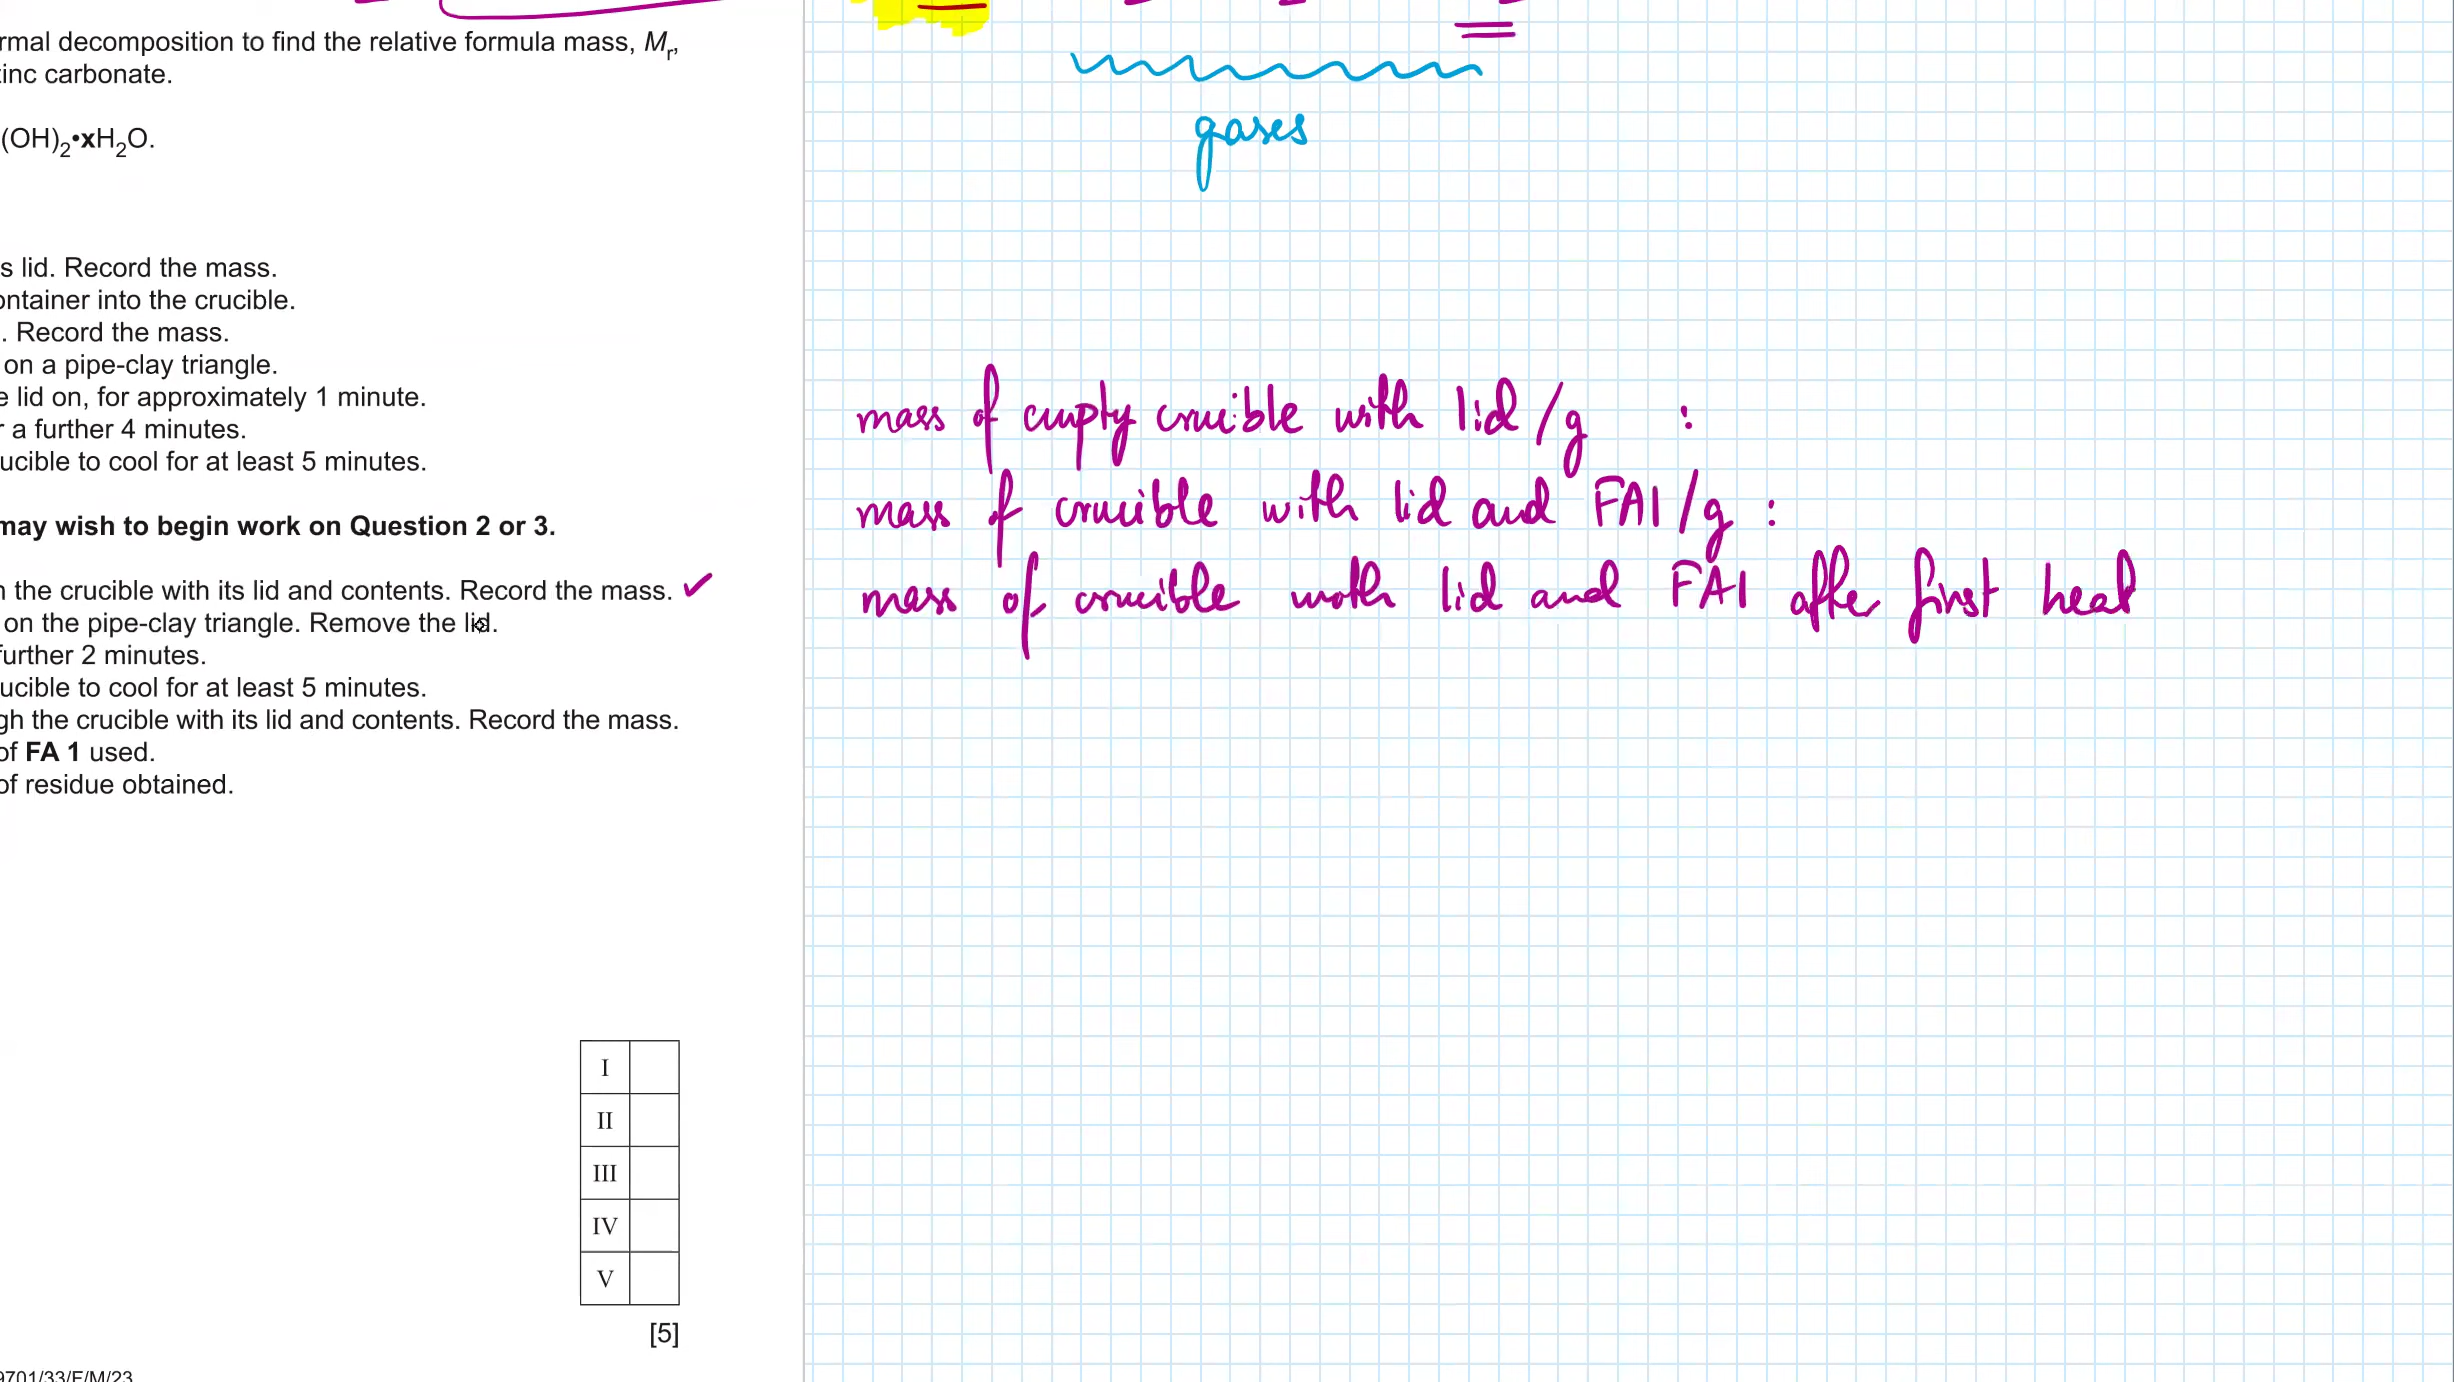 rmal decomposition to find the relative formula mass, Mr,
zinc carbonate.
(OH)2•xH2O.
s lid. Record the mass.
ontainer into the crucible.
. Record the mass.
on a pipe-clay triangle.
e lid on, for approximately 1 minute.
r a further 4 minutes.
ucible to cool for at least 5 minutes.
may wish to begin work on Question 2 or 3.
h the crucible with its lid and contents. Record the mass. ✓
on the pipe-clay triangle. Remove the lid.
further 2 minutes.
ucible to cool for at least 5 minutes.
gh the crucible with its lid and contents. Record the mass.
of FA 1 used.
of residue obtained.
I
II
III
IV
V
[5]
9701/33/F/M/23
gases
mass of empty crucible with lid/g :
mass of crucible with lid and FA1/g :
mass of crucible with lid and FA1 after first heat